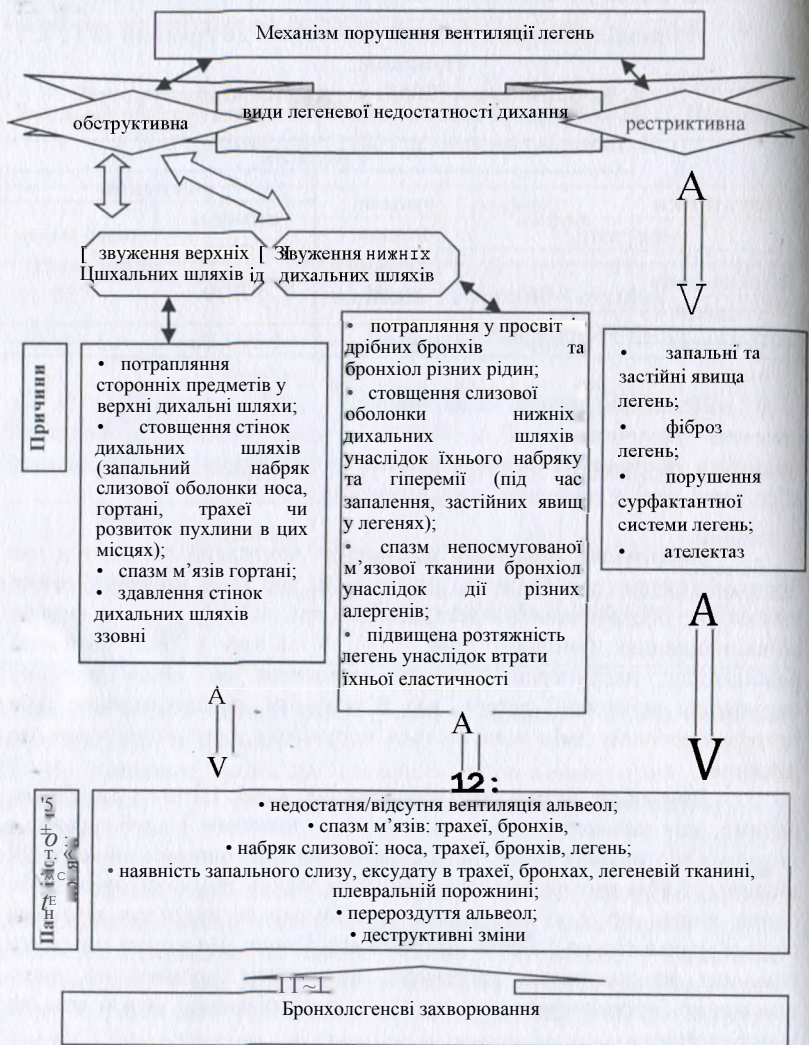 Механізм порушення вентиляції легень
види легеневої недостатності дихання
обструктивна
рестриктивна
[ звуження верхніх [
Цшхальних шляхів ід
Звуження нижніх
дихальних шляхів
Причини
• потрапляння
сторонніх предметів у
верхні дихальні шляхи;
• стовщення стінок
дихальних шляхів
(запальний набряк
слизової оболонки носа,
гортані, трахеї чи
розвиток пухлини в цих
місцях);
• спазм м’язів гортані;
• здавлення стінок
дихальних шляхів
ззовні
• потрапляння у просвіт
дрібних бронхів та
бронхіол різних рідин;
• стовщення слизової
оболонки нижніх
дихальних шляхів
унаслідок їхнього набряку
та гіперемії (під час
запалення, застійних явищ
у легенях);
• спазм непосмугованої
м’язової тканини бронхіол
унаслідок дії різних
алергенів;
• підвищена розтяжність
легень унаслідок втрати
їхньої еластичності
• запальні та
застійні явища
легень;
• фіброз
легень;
• порушення
сурфактантної
системи легень;
• ателектаз
A
V
A
V
A
V
A
12:
• недостатня/відсутня вентиляція альвеол;
• спазм м’язів: трахеї, бронхів,
• набряк слизової: носа, трахеї, бронхів, легень;
• наявність запального слизу, ексудату в трахеї, бронхах, легеневій тканині,
плевральній порожнині;
• перероздуття альвеол;
• деструктивні зміни
Бронхолсгенсві захворювання